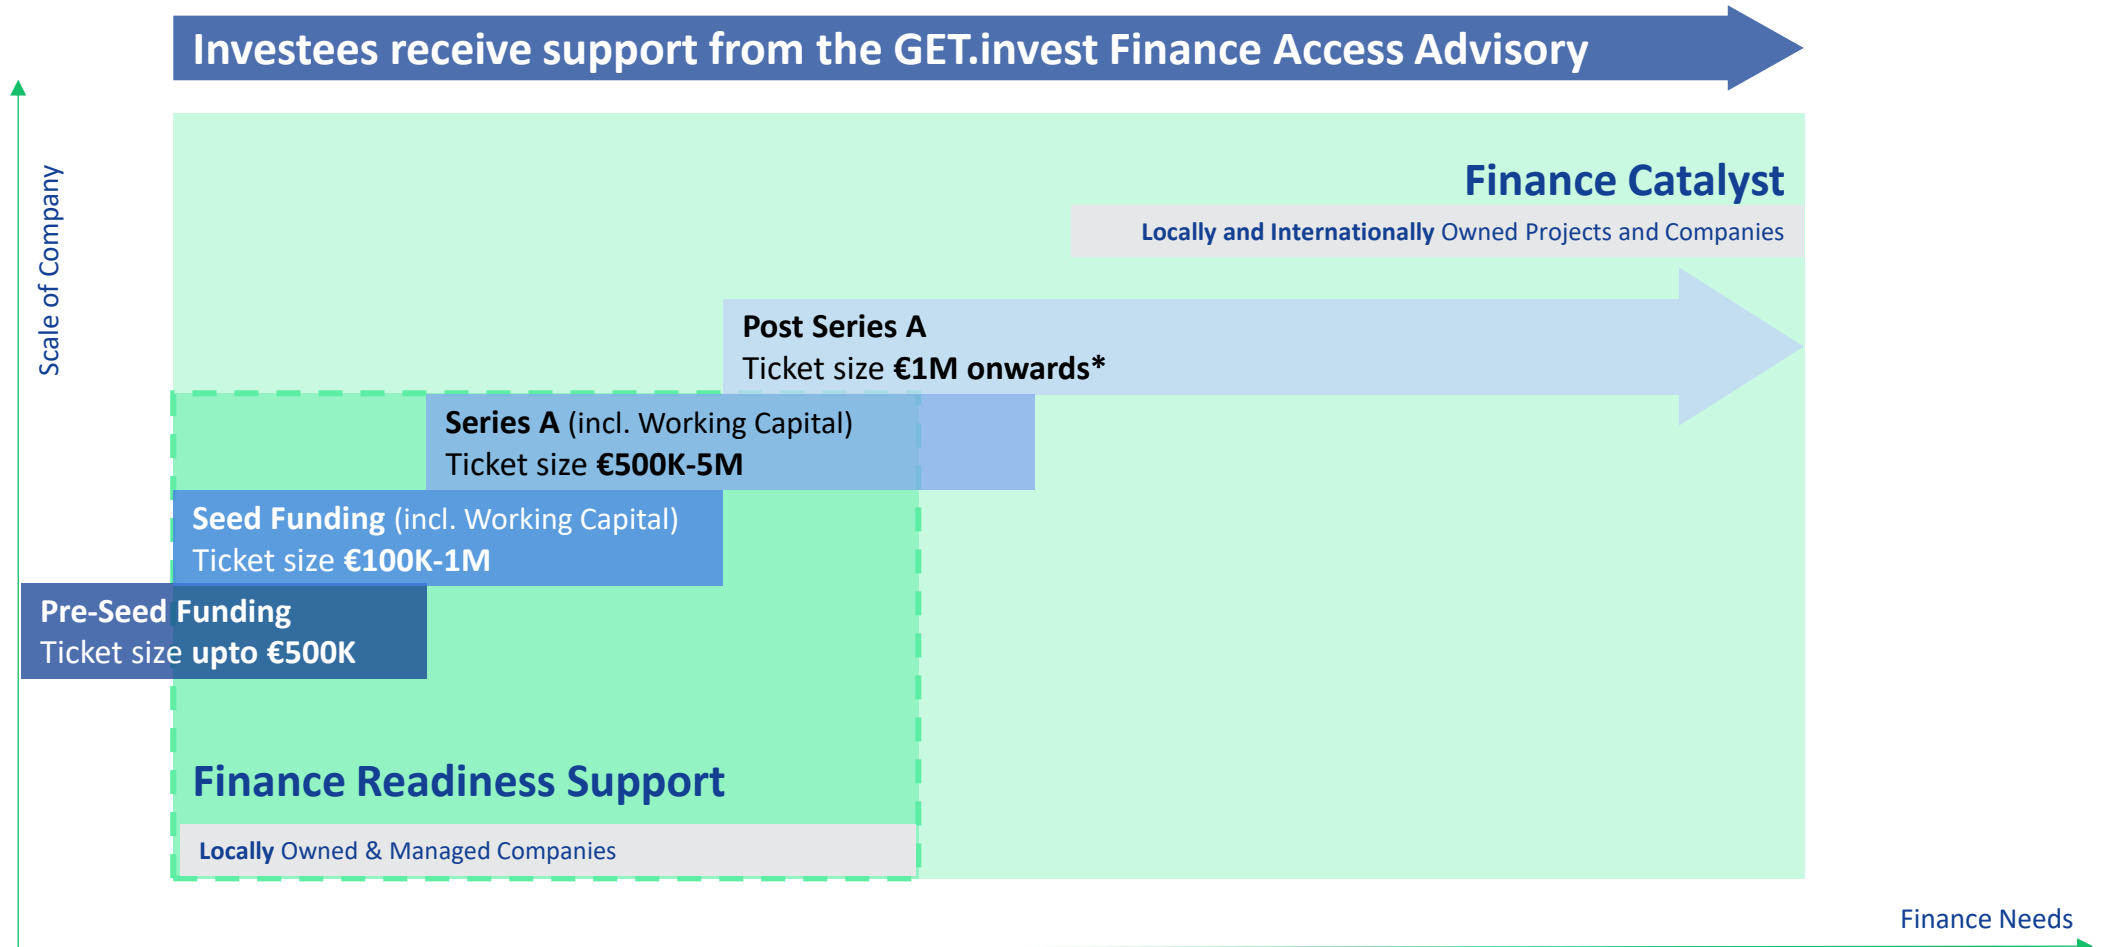 Investees receive support from the GET.invest Finance Access Advisory
Scale of Company
Finance Catalyst
Locally and Internationally Owned Projects and Companies
Post Series A
Ticket size €1M onwards*
Series A (incl. Working Capital)
Ticket size €500K-5M
Seed Funding (incl. Working Capital)
Ticket size €100K-1M
Pre-Seed Funding
Ticket size upto €500K
Finance Readiness Support
Locally Owned & Managed Companies
Finance Needs